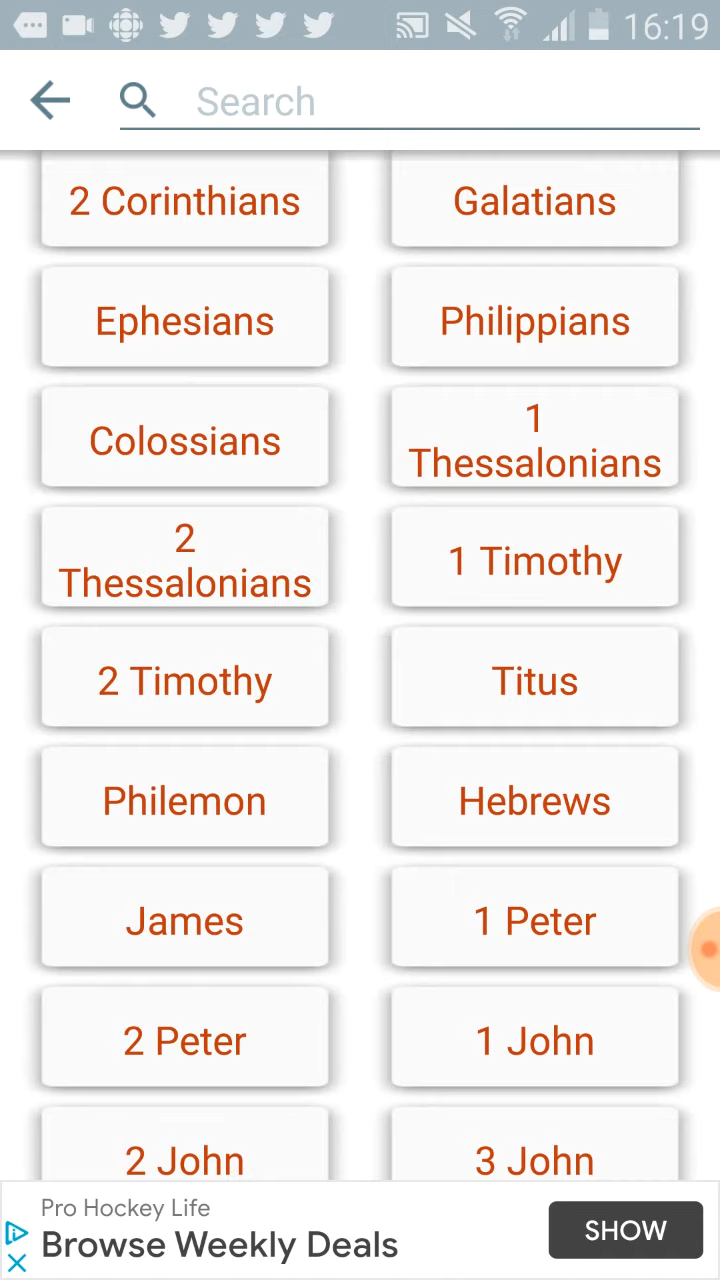 16:19
Search
2 Corinthians
Galatians
Ephesians
Philippians
Colossians
1
Thessalonians
2
Thessalonians
1 Timothy
2 Timothy
Titus
Philemon
Hebrews
James
1 Peter
2 Peter
1 John
2 John
3 John
Pro Hockey Life
Browse Weekly Deals
SHOW